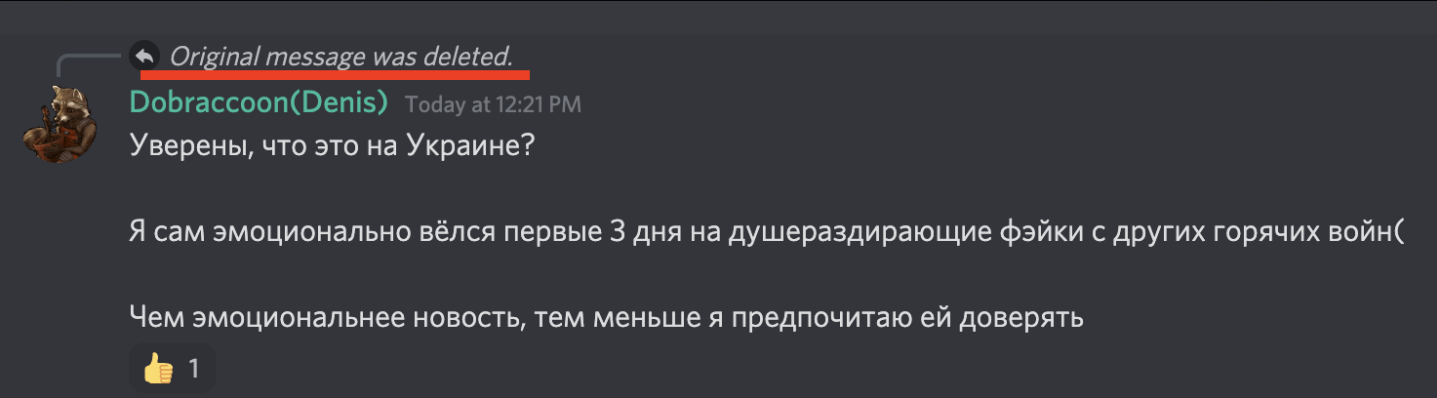 Original message was deleted.
Dobraccoon(Denis) Today at 12:21 PM
Уверены, что это на Украине?
Я сам эмоционально вёлся первые 3 дня на душераздирающие фэйки с других горячих войн(
Чем эмоциональнее новость, тем меньше я предпочитаю ей доверять
1